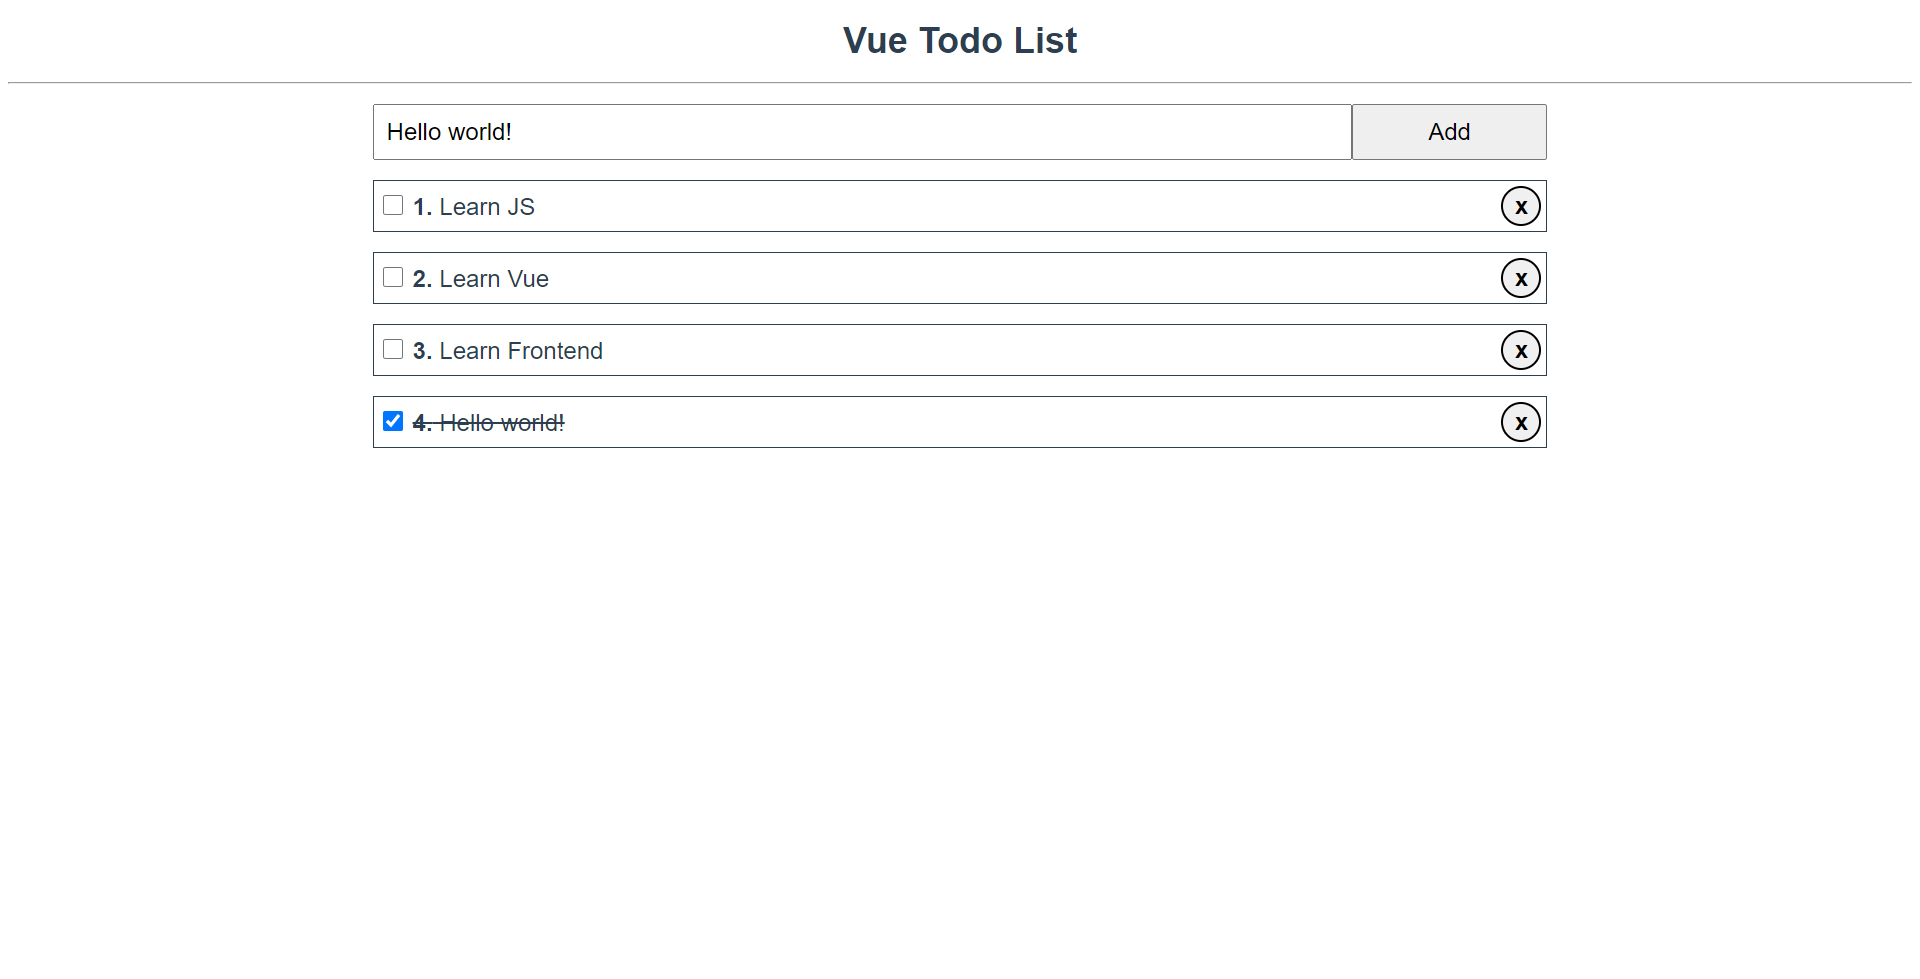 Vue Todo List
Hello world! Add
1. Learn JS x
2. Learn Vue x
3. Learn Frontend x
4. Hello world! x